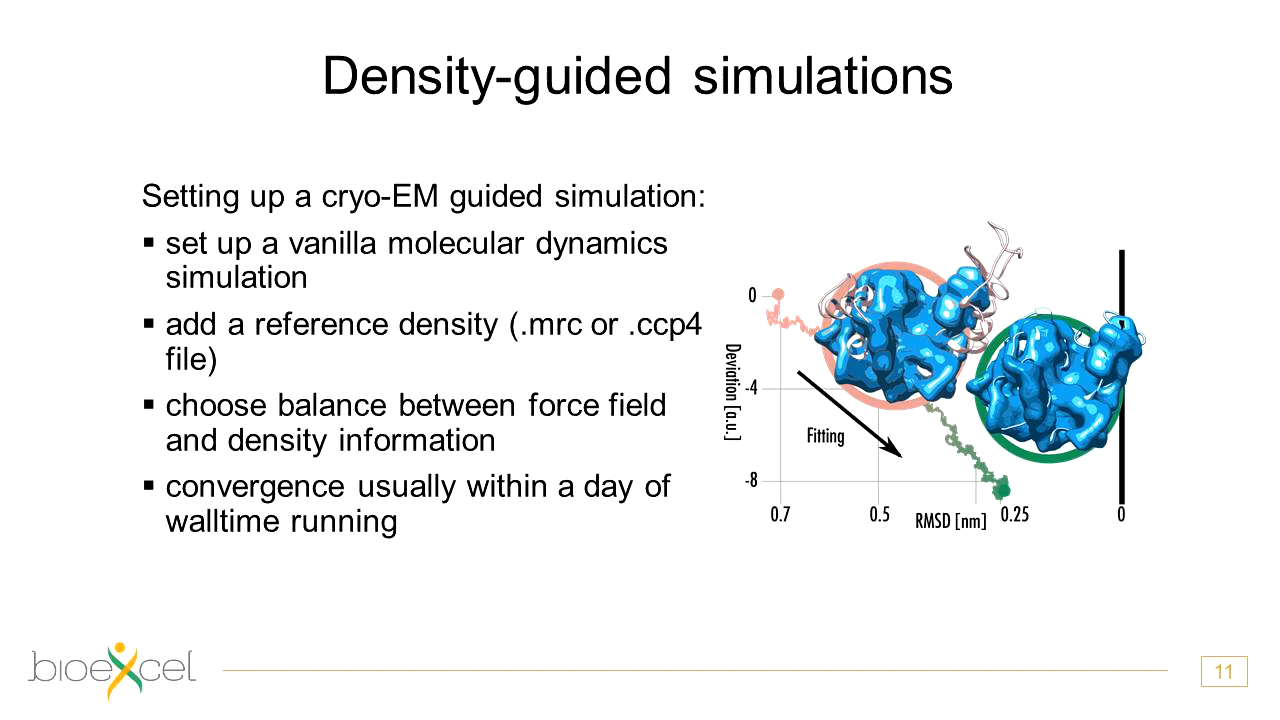 Density-guided simulations
Setting up a cryo-EM guided simulation:
▪ set up a vanilla molecular dynamics
simulation
▪ add a reference density (.mrc or .ccp4
file)
▪ choose balance between force field
and density information
▪ convergence usually within a day of
walltime running
0
-4
-8
Deviation [a.u.]
Fitting
0.7
0.5
RMSD [nm]
0.25
0
bioexcel
11